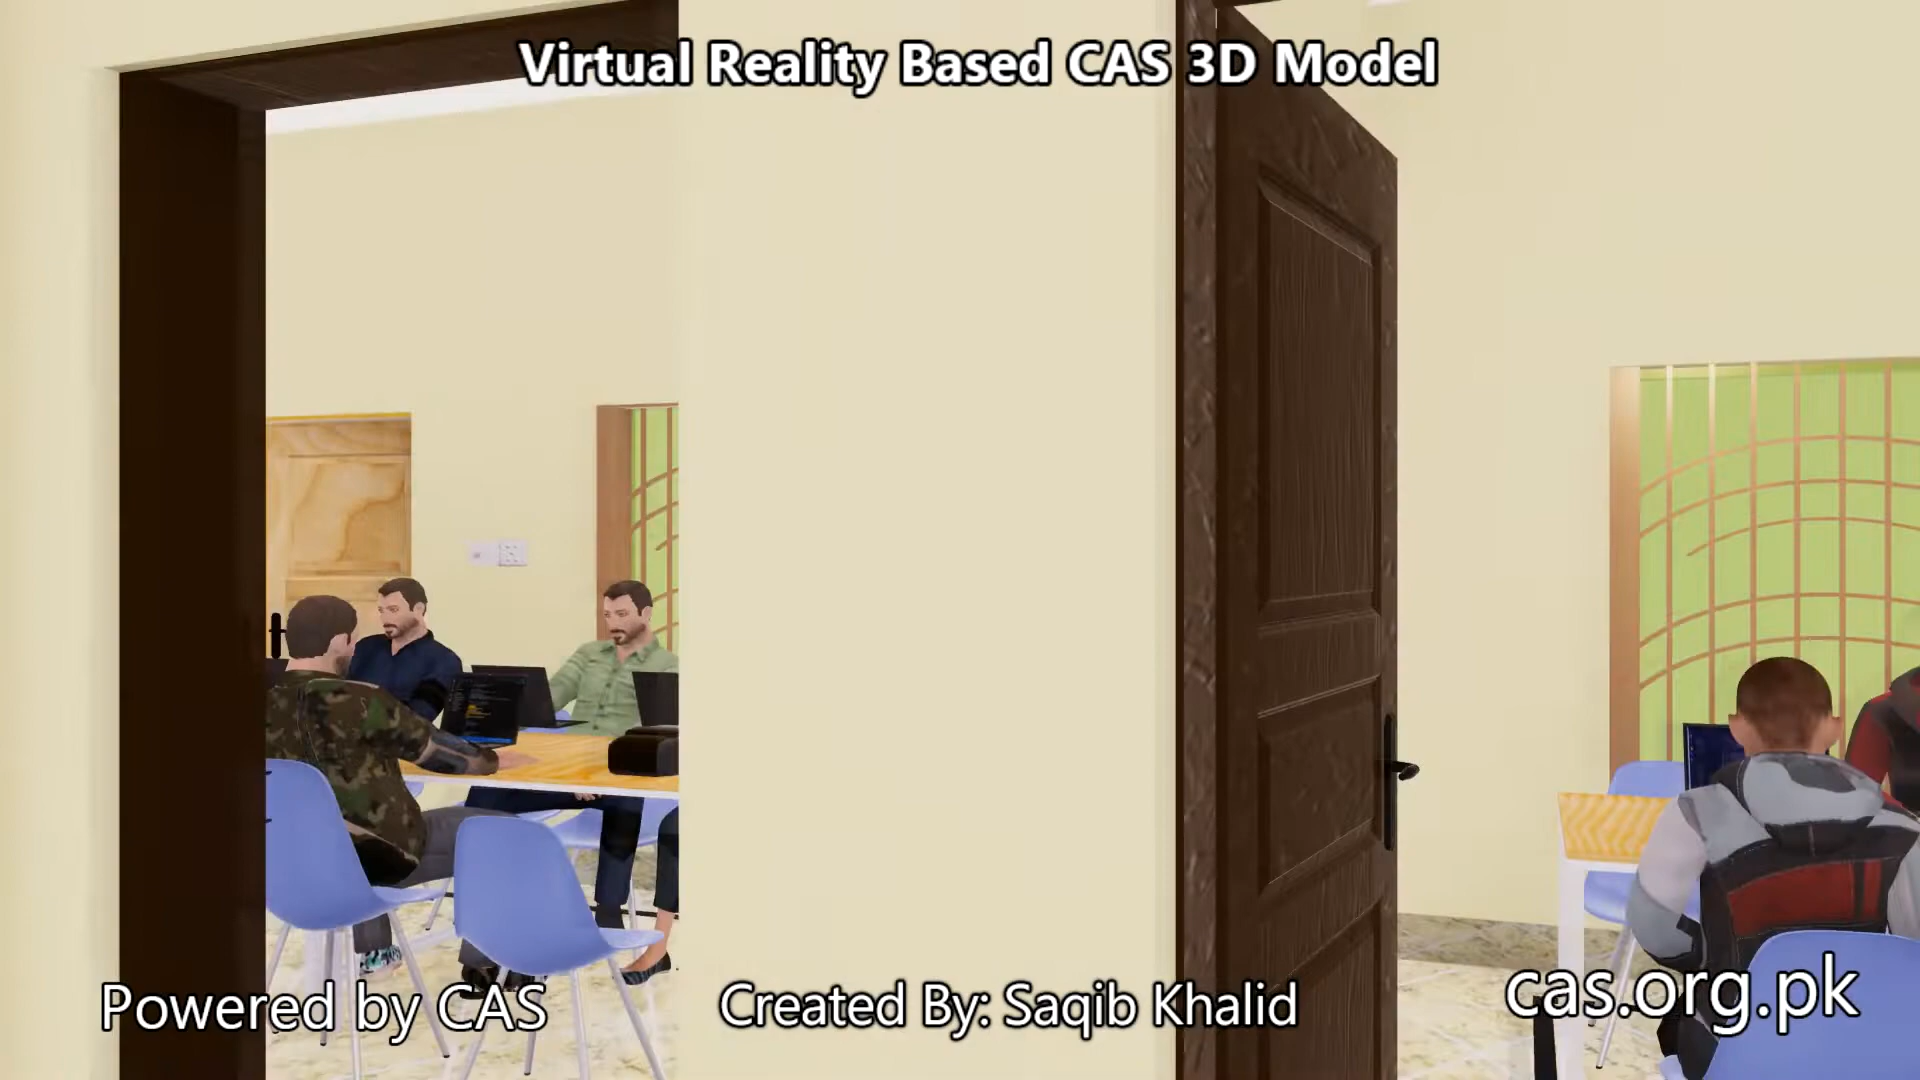 Virtual Reality Based CAS 3D Model
Powered by CAS
Created By: Saqib Khalid
cas.org.pk